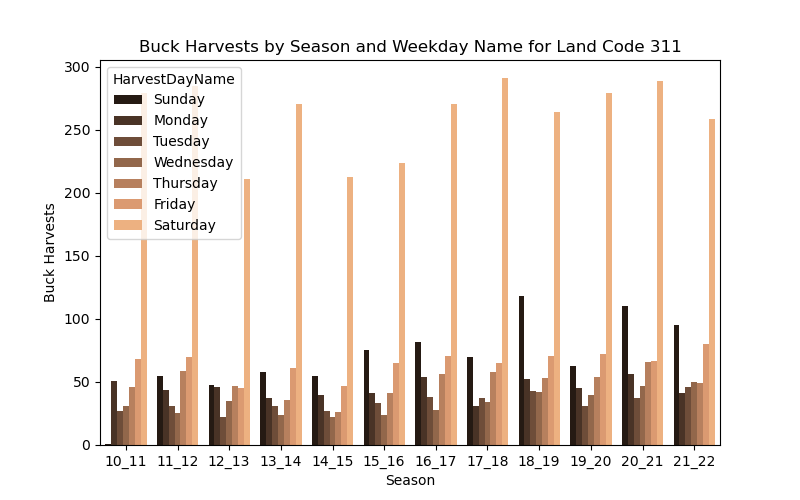 Buck Harvests by Season and Weekday Name for Land Code 311
HarvestDayName
Sunday
Monday
Tuesday
Wednesday
Thursday
Friday
Saturday
Buck Harvests
300
250
200
150
100
50
0
10_11 11_12 12_13 13_14 14_15 15_16 16_17 17_18 18_19 19_20 20_21 21_22
Season